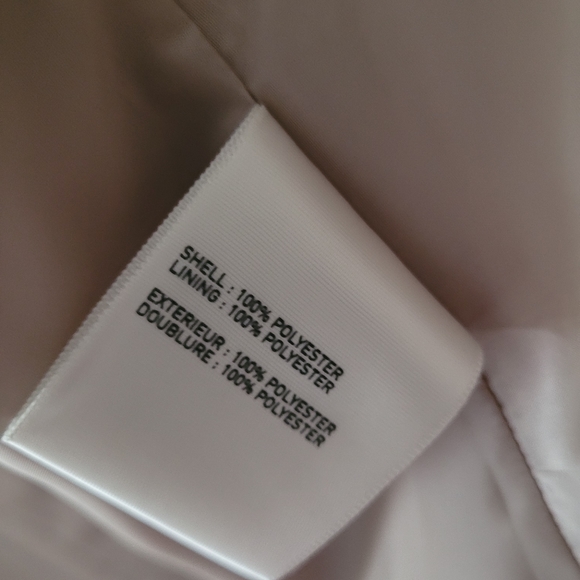 SHELL : 100% POLYESTER
LINING : 100% POLYESTER
EXTERIEUR : 100% POLYESTER
DOUBLURE : 100% POLYESTER